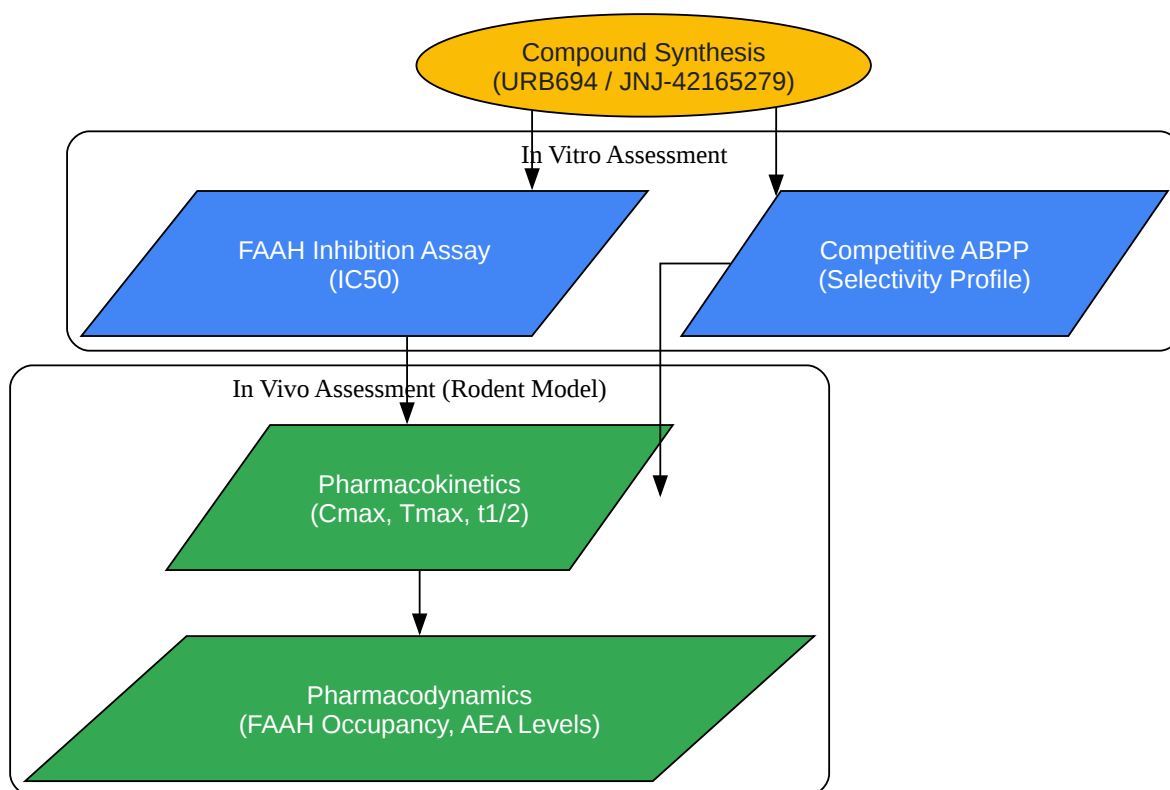 Compound Synthesis
(URB694 / JNJ-42165279)
In Vitro Assessment
FAAH Inhibition Assay
(IC50)
Competitive ABPP
(Selectivity Profile)
In Vivo Assessment (Rodent Model)
Pharmacokinetics
(Cmax, Tmax, t1/2)
Pharmacodynamics
(FAAH Occupancy, AEA Levels)